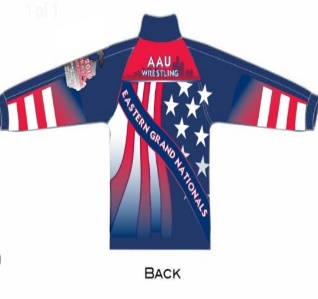 1 of 1
AAU
WRESTLING
EASTERN GRAND NATIONALS
BACK